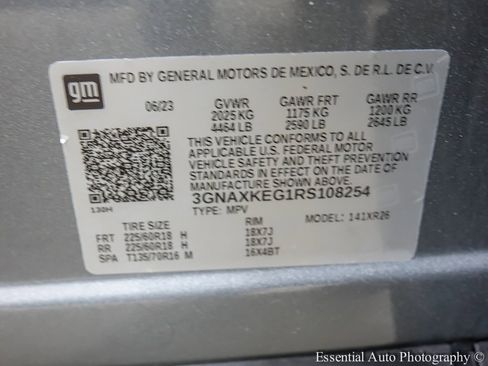 gm
MFD BY GENERAL MOTORS DE MEXICO, S. DE R.L. DE C.V.
06/23 GVWR GAWR FRT GAWR RR
2025 KG 1175 KG 1200 KG
4464 LB 2590 LB 2645 LB
THIS VEHICLE CONFORMS TO ALL
APPLICABLE U.S. FEDERAL MOTOR
VEHICLE SAFETY AND THEFT PREVENTION
STANDARDS IN EFFECT ON THE DATE OF
MANUFACTURE SHOWN ABOVE.
3GNAXKEG1RS108254
130H
TYPE: MPV MODEL: 141XR26
TIRE SIZE RIM
FRT 225/60R18 H 18X7J
RR 225/60R18 H 18X7J
SPA T135/70R16 M 16X4BT
Essential Auto Photography ©